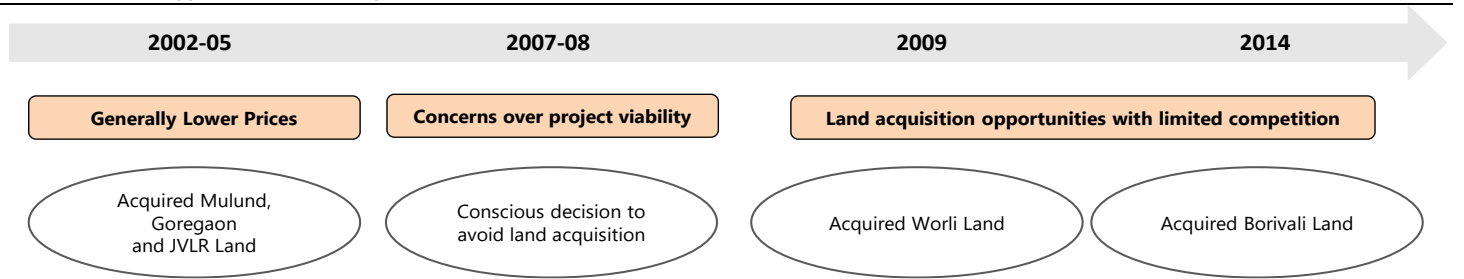 2002-05 2007-08 2009 2014
Generally Lower Prices Concerns over project viability Land acquisition opportunities with limited competition
Acquired Mulund,
Goregaon
and JVLR Land
Conscious decision to
avoid land acquisition
Acquired Worli Land
Acquired Borivali Land